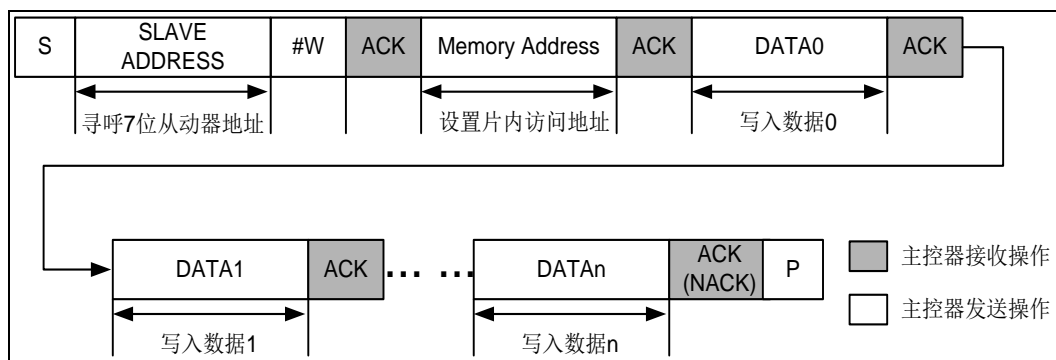 S
SLAVE
ADDRESS
#W
ACK
Memory Address
ACK
DATA0
ACK
寻呼7位从动器地址
设置片内访问地址
写入数据0
DATA1
ACK
... ...
DATAn
ACK
(NACK)
P
主控器接收操作
主控器发送操作
写入数据1
写入数据n